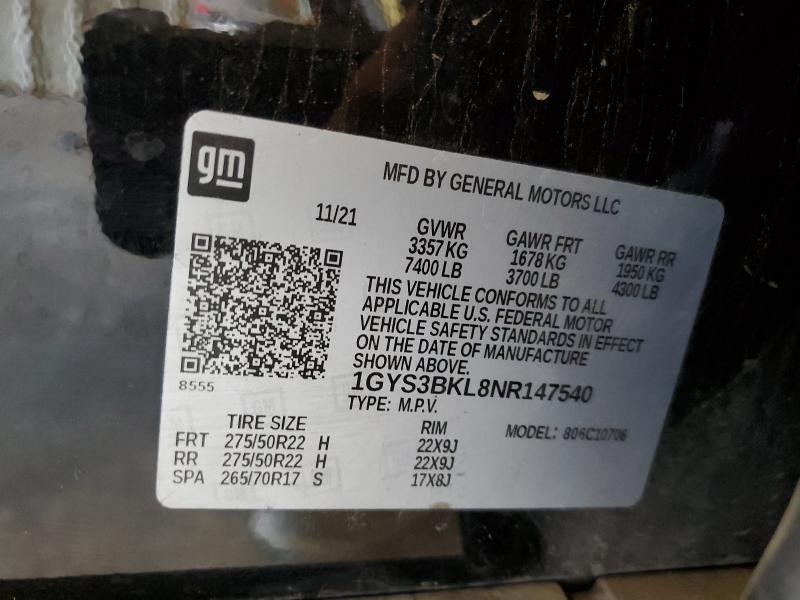 gm
MFD BY GENERAL MOTORS LLC
11/21
GVWR
3357 KG
7400 LB
GAWR FRT
1678 KG
3700 LB
GAWR RR
1950 KG
4300 LB
THIS VEHICLE CONFORMS TO ALL
APPLICABLE U.S. FEDERAL MOTOR
VEHICLE SAFETY STANDARDS IN EFFECT
ON THE DATE OF MANUFACTURE
SHOWN ABOVE.
8555
1GYS3BKL8NR147540
TYPE: M.P.V.
TIRE SIZE RIM
MODEL: 806C10706
FRT 275/50R22 H 22X9J
RR 275/50R22 H 22X9J
SPA 265/70R17 S 17X8J